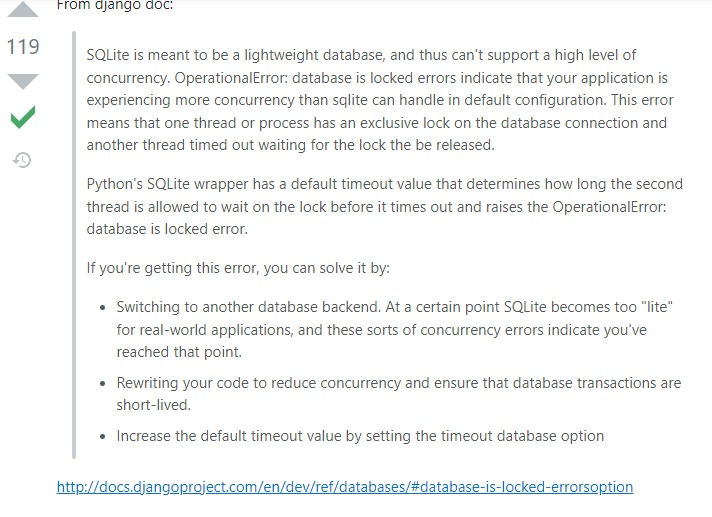 From django doc:
119
SQLite is meant to be a lightweight database, and thus can't support a high level of
concurrency. OperationalError: database is locked errors indicate that your application is
experiencing more concurrency than sqlite can handle in default configuration. This error
means that one thread or process has an exclusive lock on the database connection and
another thread timed out waiting for the lock the be released.
Python's SQLite wrapper has a default timeout value that determines how long the second
thread is allowed to wait on the lock before it times out and raises the OperationalError:
database is locked error.
If you're getting this error, you can solve it by:
• Switching to another database backend. At a certain point SQLite becomes too "lite"
for real-world applications, and these sorts of concurrency errors indicate you've
reached that point.
• Rewriting your code to reduce concurrency and ensure that database transactions are
short-lived.
• Increase the default timeout value by setting the timeout database option
http://docs.djangoproject.com/en/dev/ref/databases/#database-is-locked-errorsoption